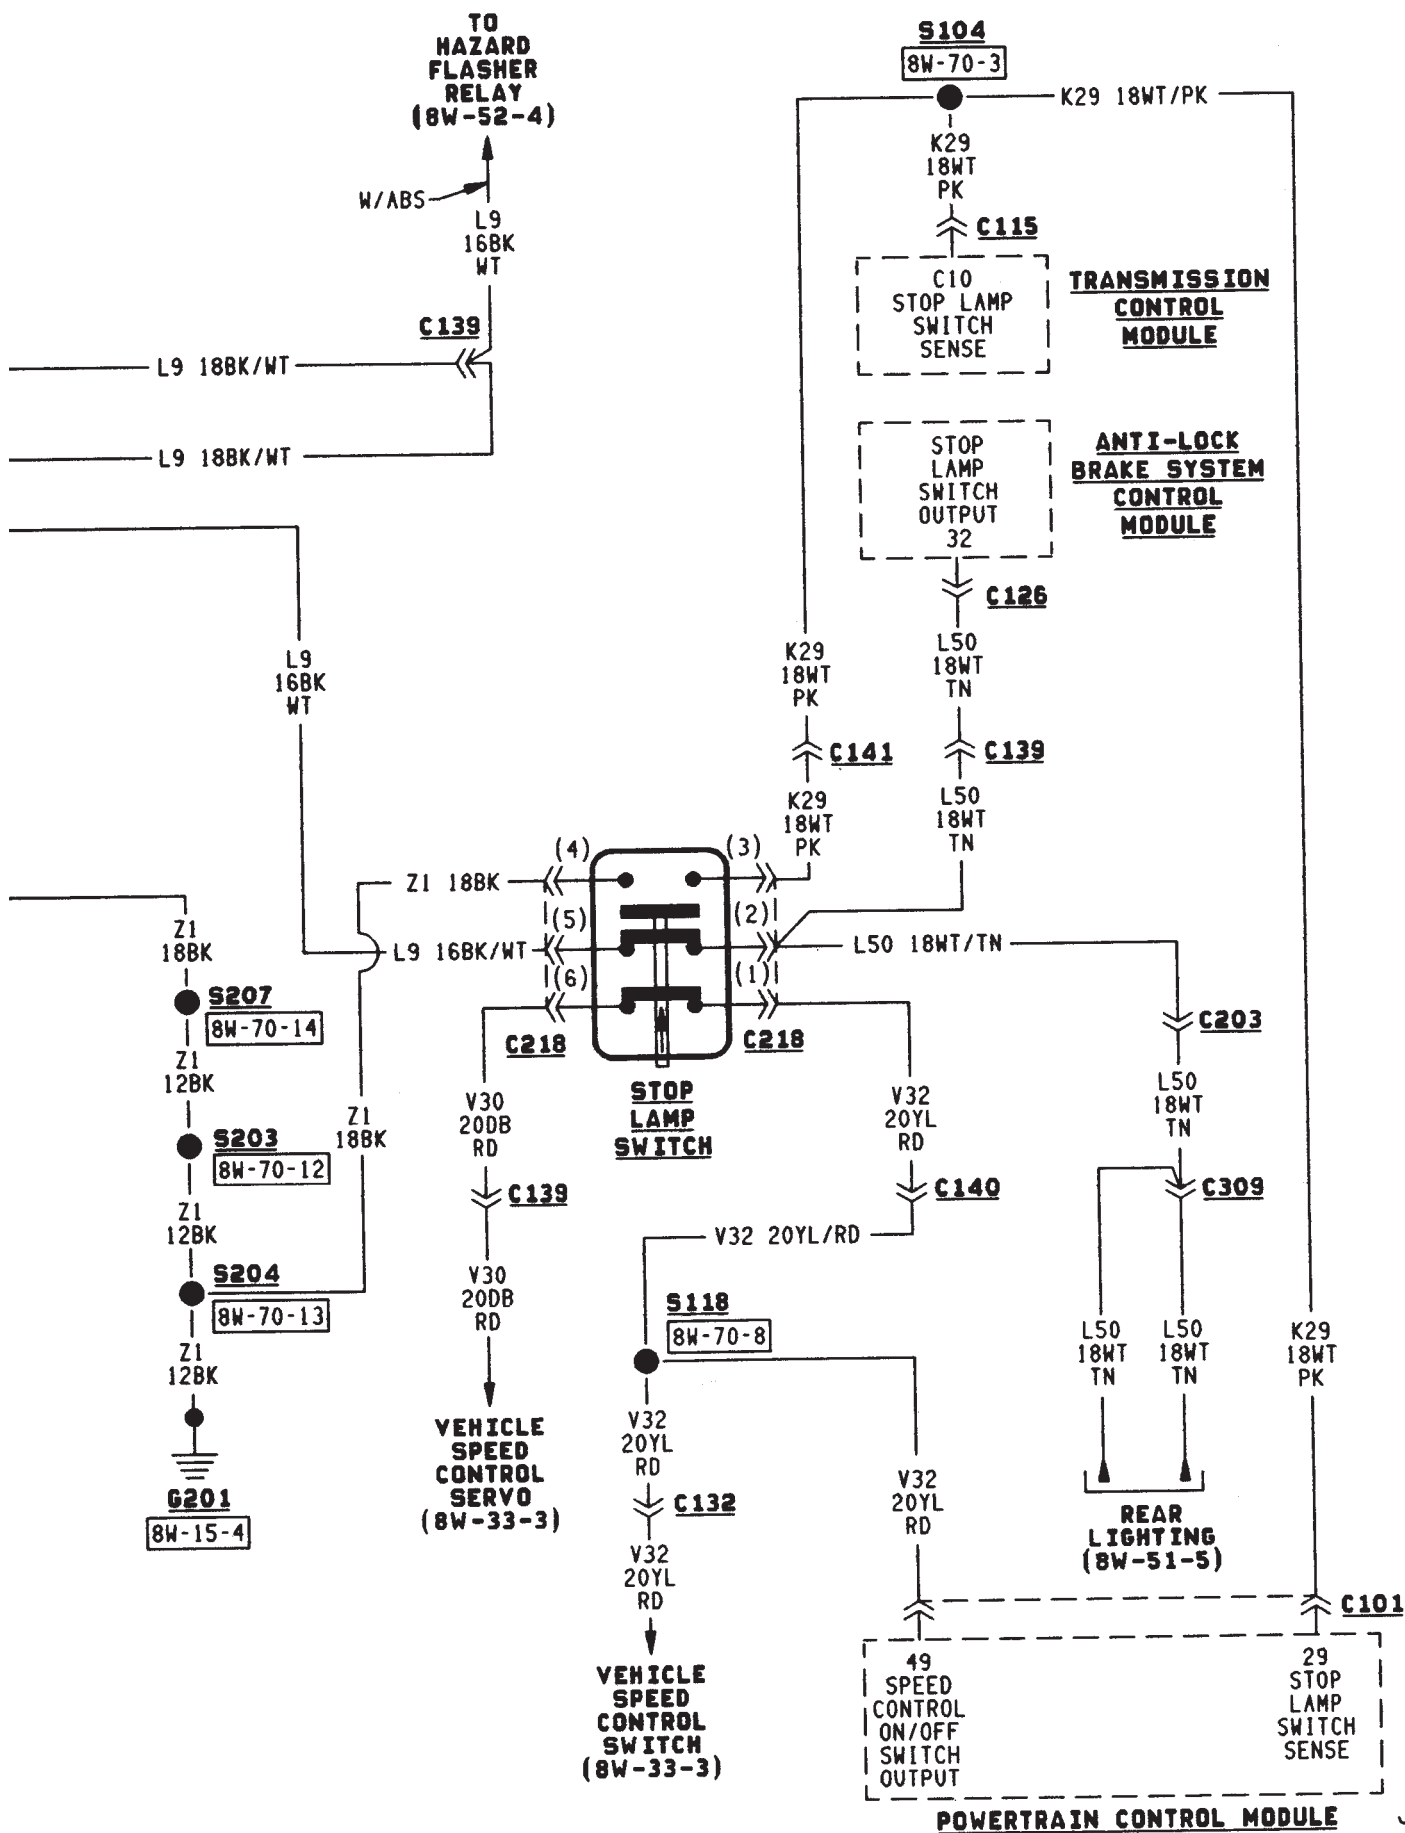 TO
HAZARD
FLASHER
RELAY
(8W-52-4)
W/ABS
L9
16BK
WT
C139
L9 18BK/WT
L9 18BK/WT
S104
8W-70-3
K29 18WT/PK
K29
18WT
PK
C115
C10
STOP LAMP
SWITCH
SENSE
TRANSMISSION
CONTROL
MODULE
STOP
LAMP
SWITCH
OUTPUT
32
ANTI-LOCK
BRAKE SYSTEM
CONTROL
MODULE
C126
L9
16BK
WT
K29
18WT
PK
L50
18WT
TN
C141
C139
K29
18WT
PK
L50
18WT
TN
(4)
(3)
Z1 18BK
(5)
(2)
L9 16BK/WT
L50 18WT/TN
(6)
(1)
C218
C218
STOP
LAMP
SWITCH
Z1
18BK
S207
8W-70-14
Z1
12BK
S203
8W-70-12
Z1
18BK
Z1
12BK
S204
8W-70-13
Z1
12BK
G201
8W-15-4
V30
20DB
RD
C139
V30
20DB
RD
VEHICLE
SPEED
CONTROL
SERVO
(8W-33-3)
V32
20YL
RD
C140
V32 20YL/RD
S118
8W-70-8
V32
20YL
RD
C132
V32
20YL
RD
VEHICLE
SPEED
CONTROL
SWITCH
(8W-33-3)
V32
20YL
RD
C203
L50
18WT
TN
C309
L50
18WT
TN
L50
18WT
TN
REAR
LIGHTING
(8W-51-5)
K29
18WT
PK
C101
49
SPEED
CONTROL
ON/OFF
SWITCH
OUTPUT
29
STOP
LAMP
SWITCH
SENSE
POWERTRAIN CONTROL MODULE